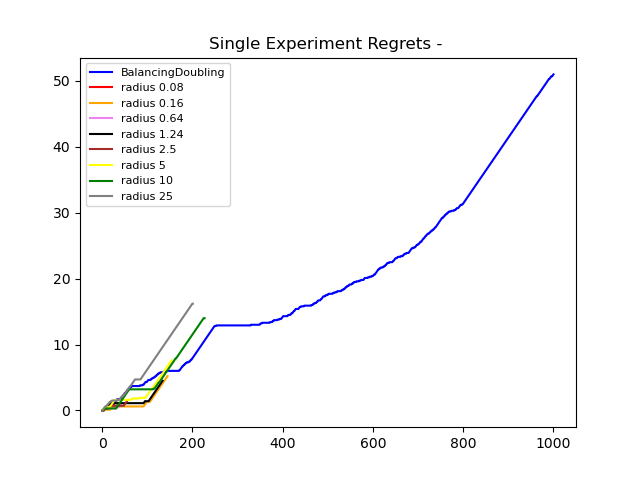 Single Experiment Regrets -
BalancingDoubling
radius 0.08
radius 0.16
radius 0.64
radius 1.24
radius 2.5
radius 5
radius 10
radius 25
50
40
30
20
10
0
0 200 400 600 800 1000